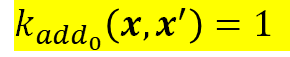 k_{add_0}(x, x′) = 1